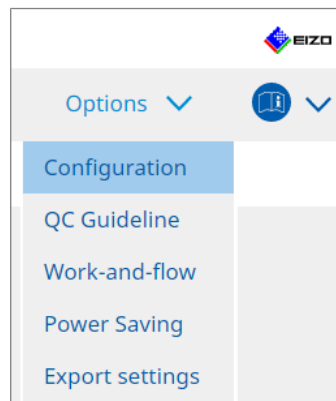 EIZO
Options
Configuration
QC Guideline
Work-and-flow
Power Saving
Export settings